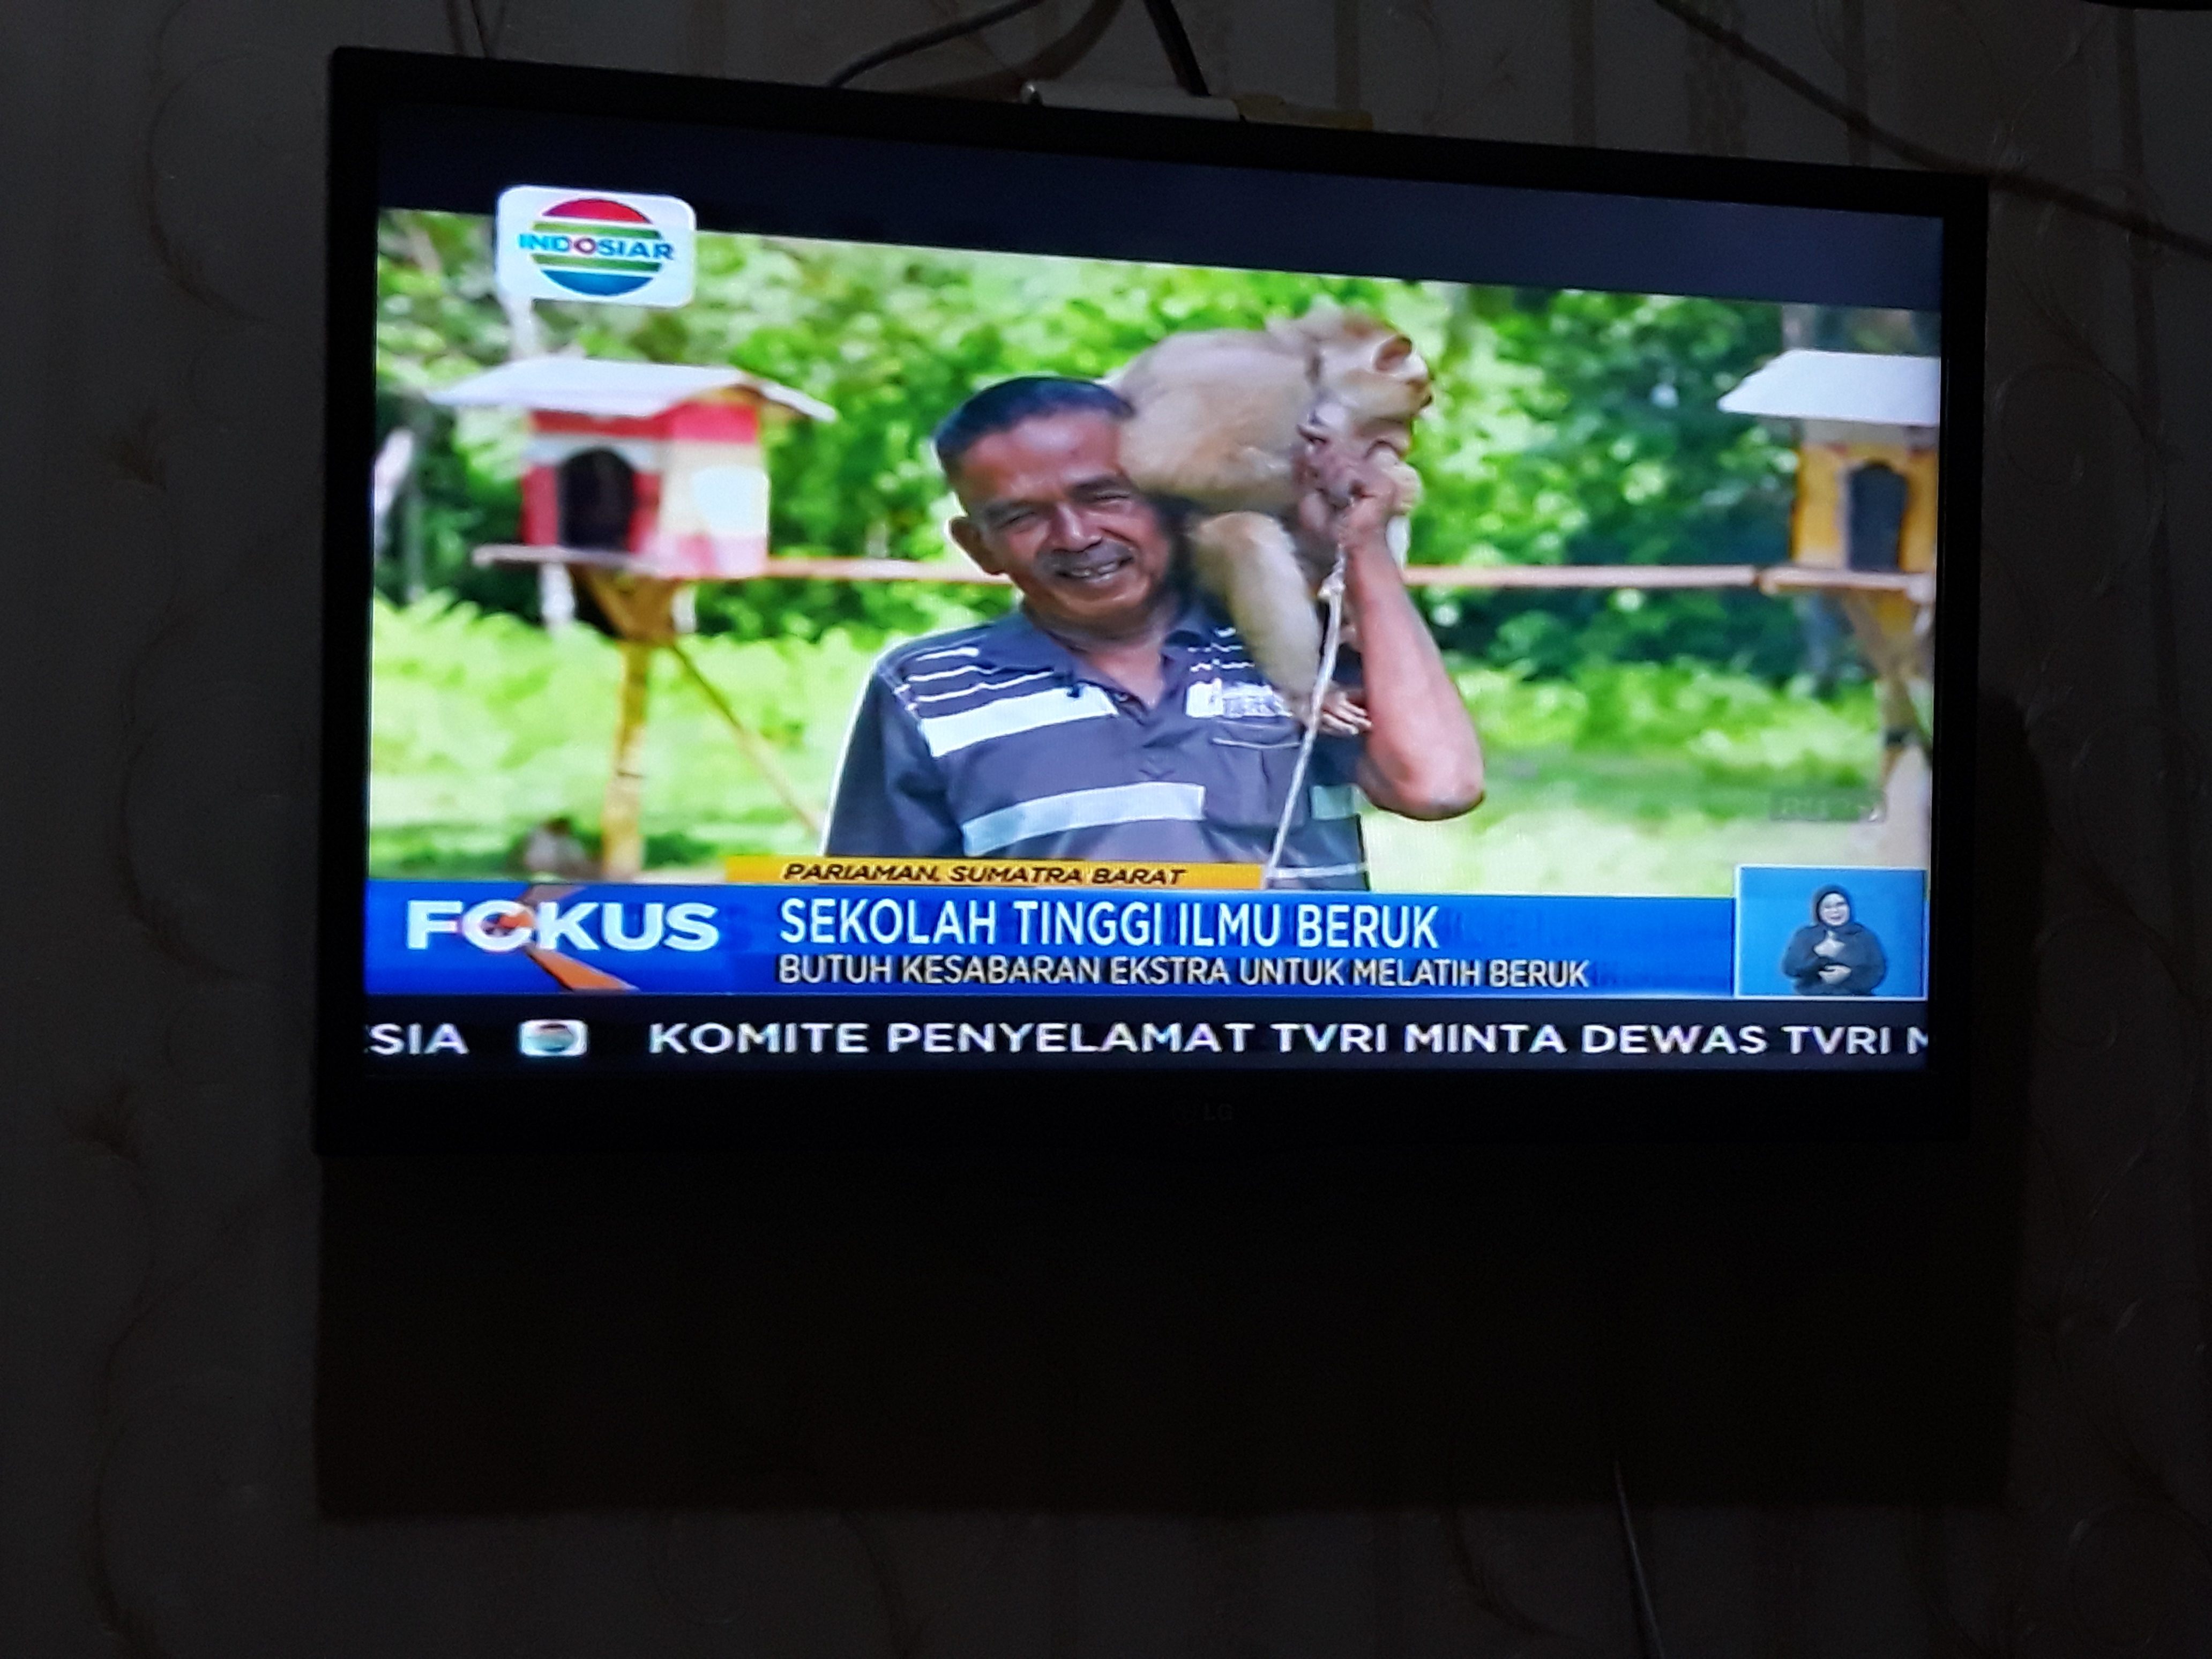 INDOSIAR
PARIAMAN, SUMATRA BARAT
FOKUS
SEKOLAH TINGGI ILMU BERUK
BUTUH KESABARAN EKSTRA UNTUK MELATIH BERUK
SIA KOMITE PENYELAMAT TVRI MINTA DEWAS TVRI
LG